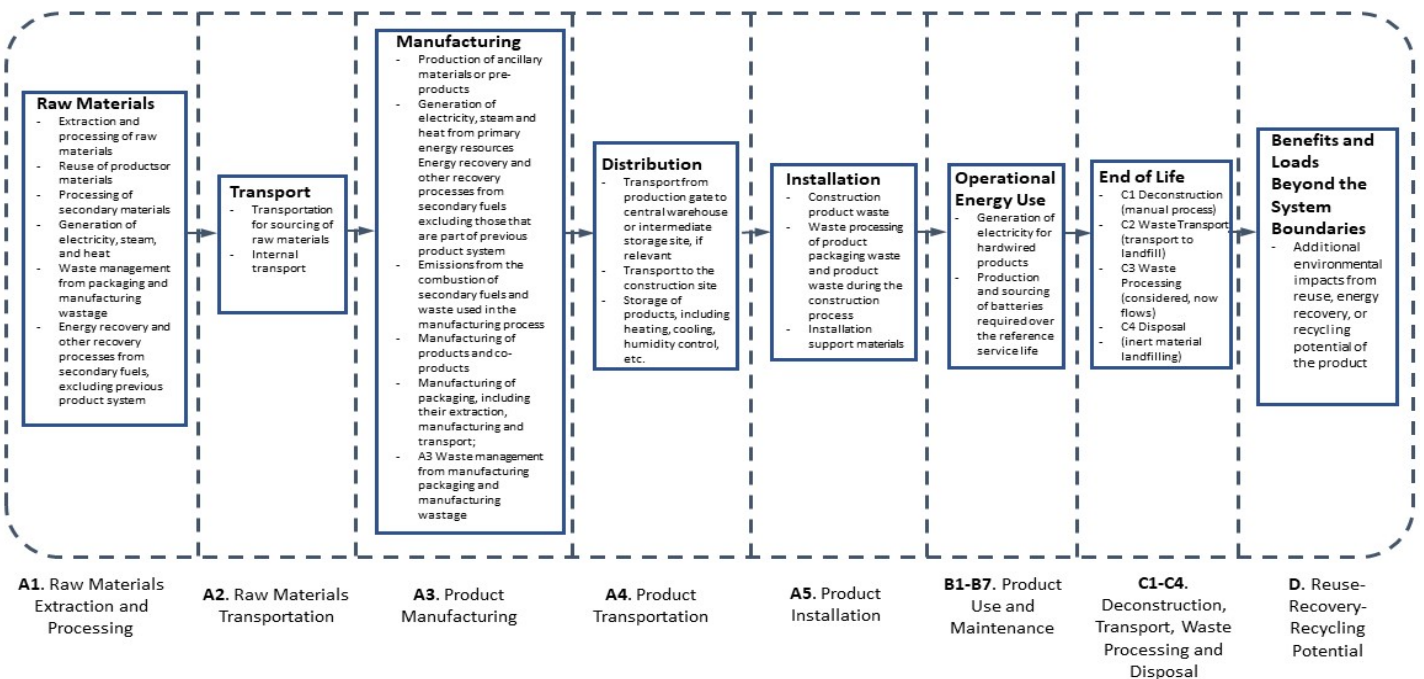 Raw Materials
- Extraction and
processing of raw
materials
- Reuse of productsor
materials
- Processing of
secondary materials
- Generation of
electricity, steam,
and heat
- Waste management
from packaging and
manufacturing
wastage
- Energy recovery and
other recovery
processes from
secondary fuels,
excluding previous
product system
Transport
- Transportation
for sourcing of
raw materials
- Internal
transport
Manufacturing
- Production of ancillary
materials or pre-
products
- Generation of
electricity, steam and
heat from primary
energy resources
Energy recovery and
other recovery
processes from
secondary fuels
excluding those that
are part of previous
product system
- Emissions from the
combustion of
secondary fuels and
waste used in the
manufacturing process
- Manufacturing of
products and co-
products
- Manufacturing of
packaging, including
their extraction,
manufacturing and
transport;
- A3 Waste management
from manufacturing
packaging and
manufacturing
wastage
Distribution
- Transport from
production gate to
central warehouse
or intermediate
storage site, if
relevant
- Transport to the
construction site
- Storage of
products, including
heating, cooling,
humidity control,
etc.
Installation
- Construction
product waste
- Waste processing
of product
packaging waste
and product
waste during the
construction
process
- Installation
support materials
Operational
Energy Use
- Generation of
electricity for
hardwired
products
- Production
and sourcing
of batteries
required over
the reference
service life
End of Life
- C1 Deconstruction
(manual process)
- C2 Waste Transport
(transport to
landfill)
- C3 Waste
Processing
(considered, now
flows)
- C4 Disposal
- (inert material
landfilling)
Benefits and
Loads
Beyond the
System
Boundaries
- Additional
environmental
impacts from
reuse, energy
recovery, or
recycling
potential of
the product
A1. Raw Materials
Extraction and
Processing
A2. Raw Materials
Transportation
A3. Product
Manufacturing
A4. Product
Transportation
A5. Product
Installation
B1-B7. Product
Use and
Maintenance
C1-C4.
Deconstruction,
Transport, Waste
Processing and
Disposal
D. Reuse-
Recovery-
Recycling
Potential